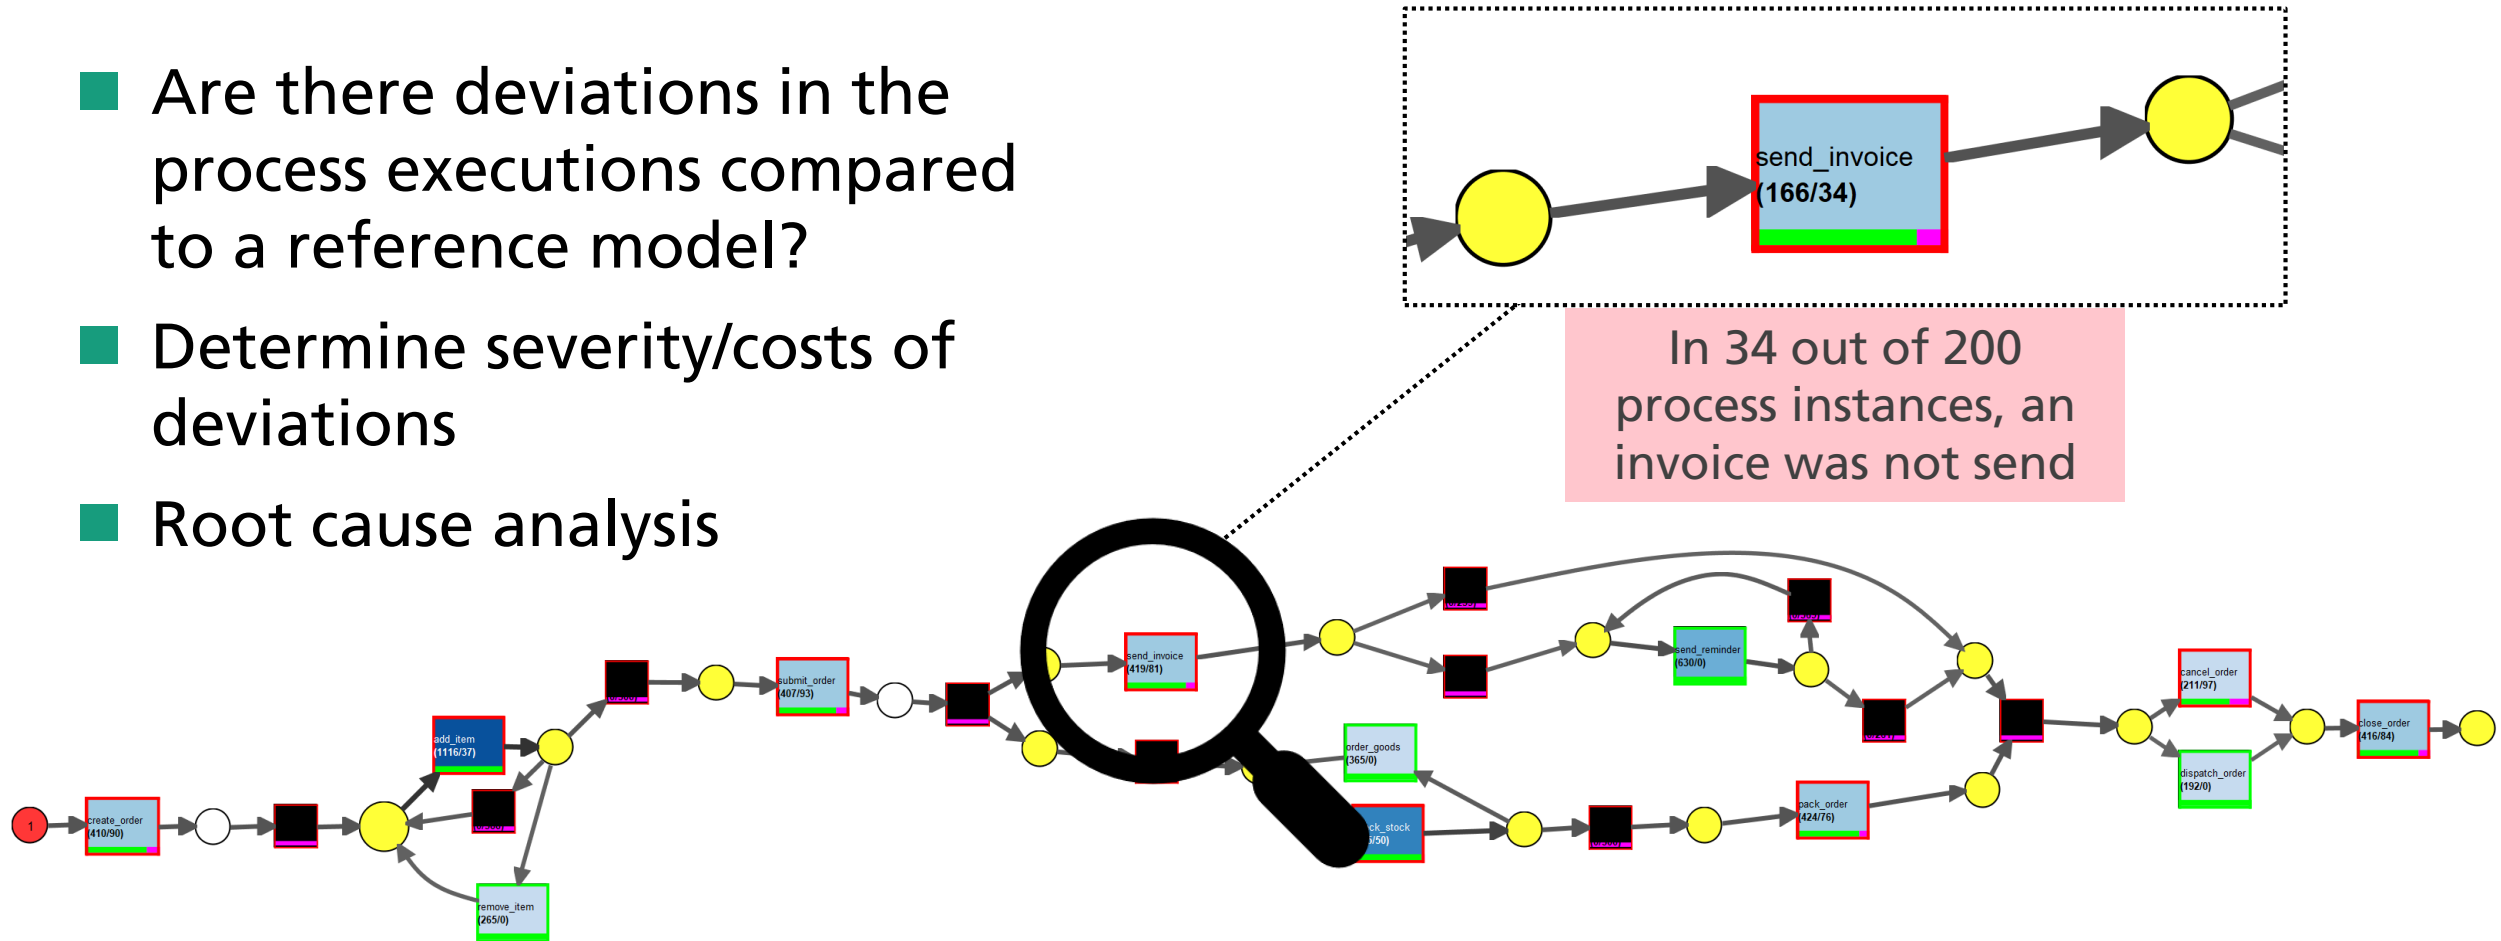 Are there deviations in the
process executions compared
to a reference model?
Determine severity/costs of
deviations
Root cause analysis
send_invoice
(166/34)
In 34 out of 200
process instances, an
invoice was not send
1
create_order
(410/90)
add_item
(1116/37)
remove_item
(265/0)
submit_order
(407/93)
send_invoice
(419/81)
order_goods
(365/0)
send_reminder
(630/0)
pack_order
(424/76)
cancel_order
(211/97)
dispatch_order
(192/0)
close_order
(416/84)